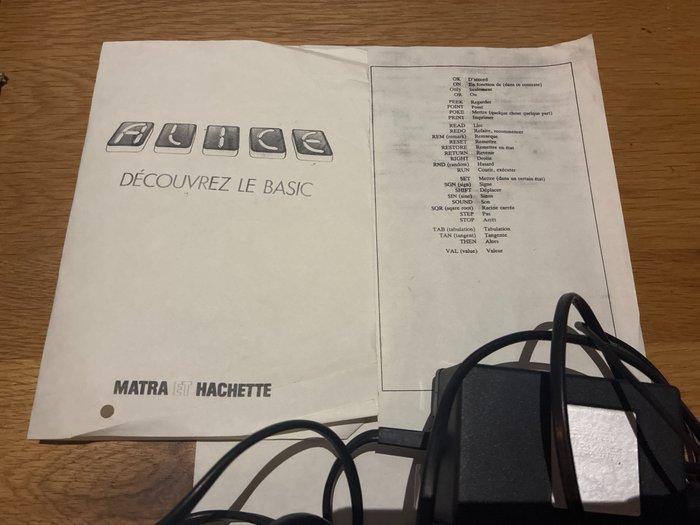 ALICE
DÉCOUVREZ LE BASIC
MATRA ET HACHETTE
OK D'accord
ON En fonction de (dans ce contexte)
Only Seulement
OR Ou
PEEK Regarder
POINT Point
POKE Mettre (quelque chose quelque part)
PRINT Imprimer
READ Lire
REDO Refaire, recommencer
REM (remark) Remarque
RESET Remettre
RESTORE Remettre en état
RETURN Revenir
RIGHT Droite
RND (random) Hasard
RUN Courir, exécuter
SET Mettre (dans un certain état)
SGN (sign) Signe
SHIFT Déplacer
SIN (sine) Sinus
SOUND Son
SQR (sqare root) Racine carrée
STEP Pas
STOP Arrêt
TAB (tabulation) Tabulation
TAN (tangent) Tangente
THEN Alors
VAL (value) Valeur